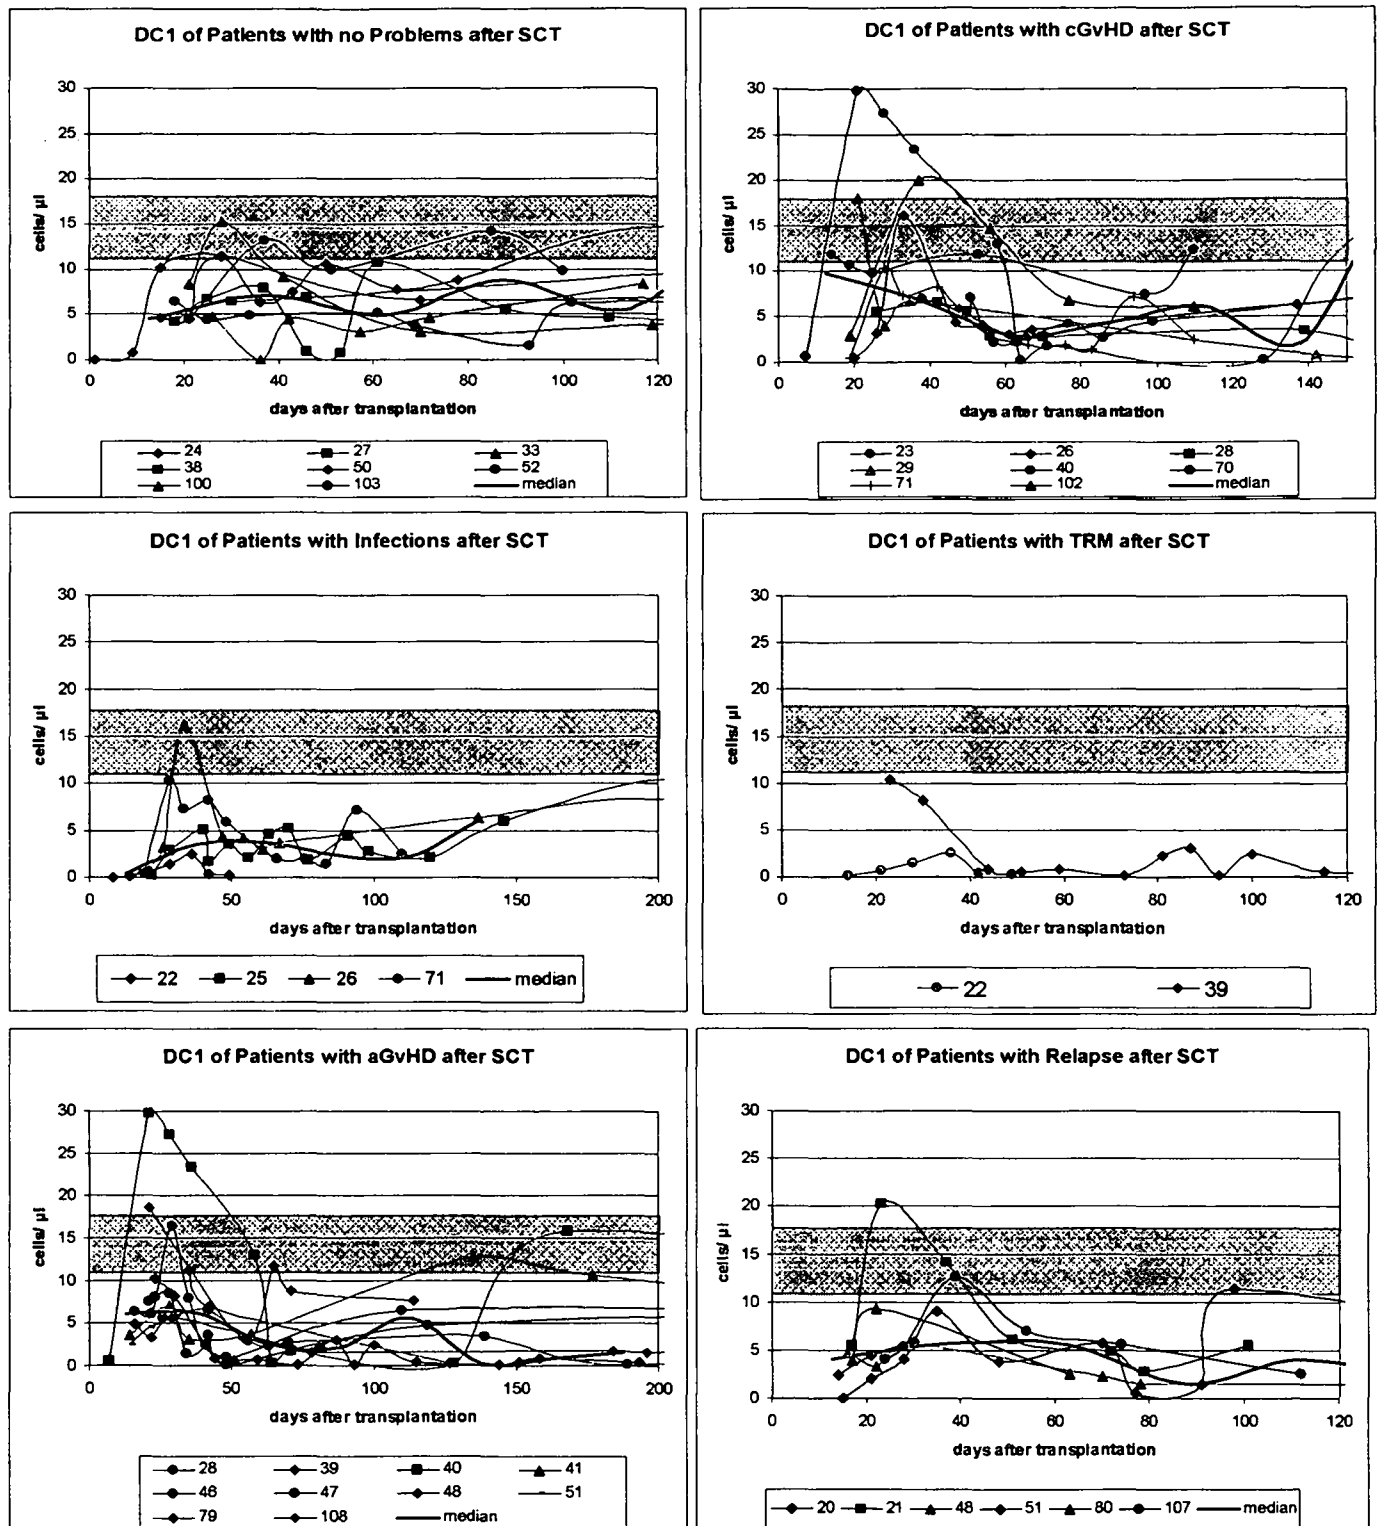 DC1 of Patients with no Problems after SCT
30
25
20
15
10
5
0
cells/ µl
0 20 40 60 80 100 120
days after transplantation
24 27 33
38 50 52
100 103 median
DC1 of Patients with cGvHD after SCT
30
25
20
15
10
5
0
cells/ µl
0 20 40 60 80 100 120 140
days after transplantation
23 26 28
29 40 70
71 102 median
DC1 of Patients with Infections after SCT
30
25
20
15
10
5
0
cells/ µl
0 50 100 150 200
days after transplantation
22 25 26 71 median
DC1 of Patients with TRM after SCT
30
25
20
15
10
5
0
cells/ µl
0 20 40 60 80 100 120
days after transplantation
22 39
DC1 of Patients with aGvHD after SCT
30
25
20
15
10
5
0
cells/ µl
0 50 100 150 200
days after transplantation
28 39 40 41
46 47 48 51
79 108 median
DC1 of Patients with Relapse after SCT
30
25
20
15
10
5
0
cells/ µl
0 20 40 60 80 100 120
days after transplantation
20 21 48 51 80 107 median